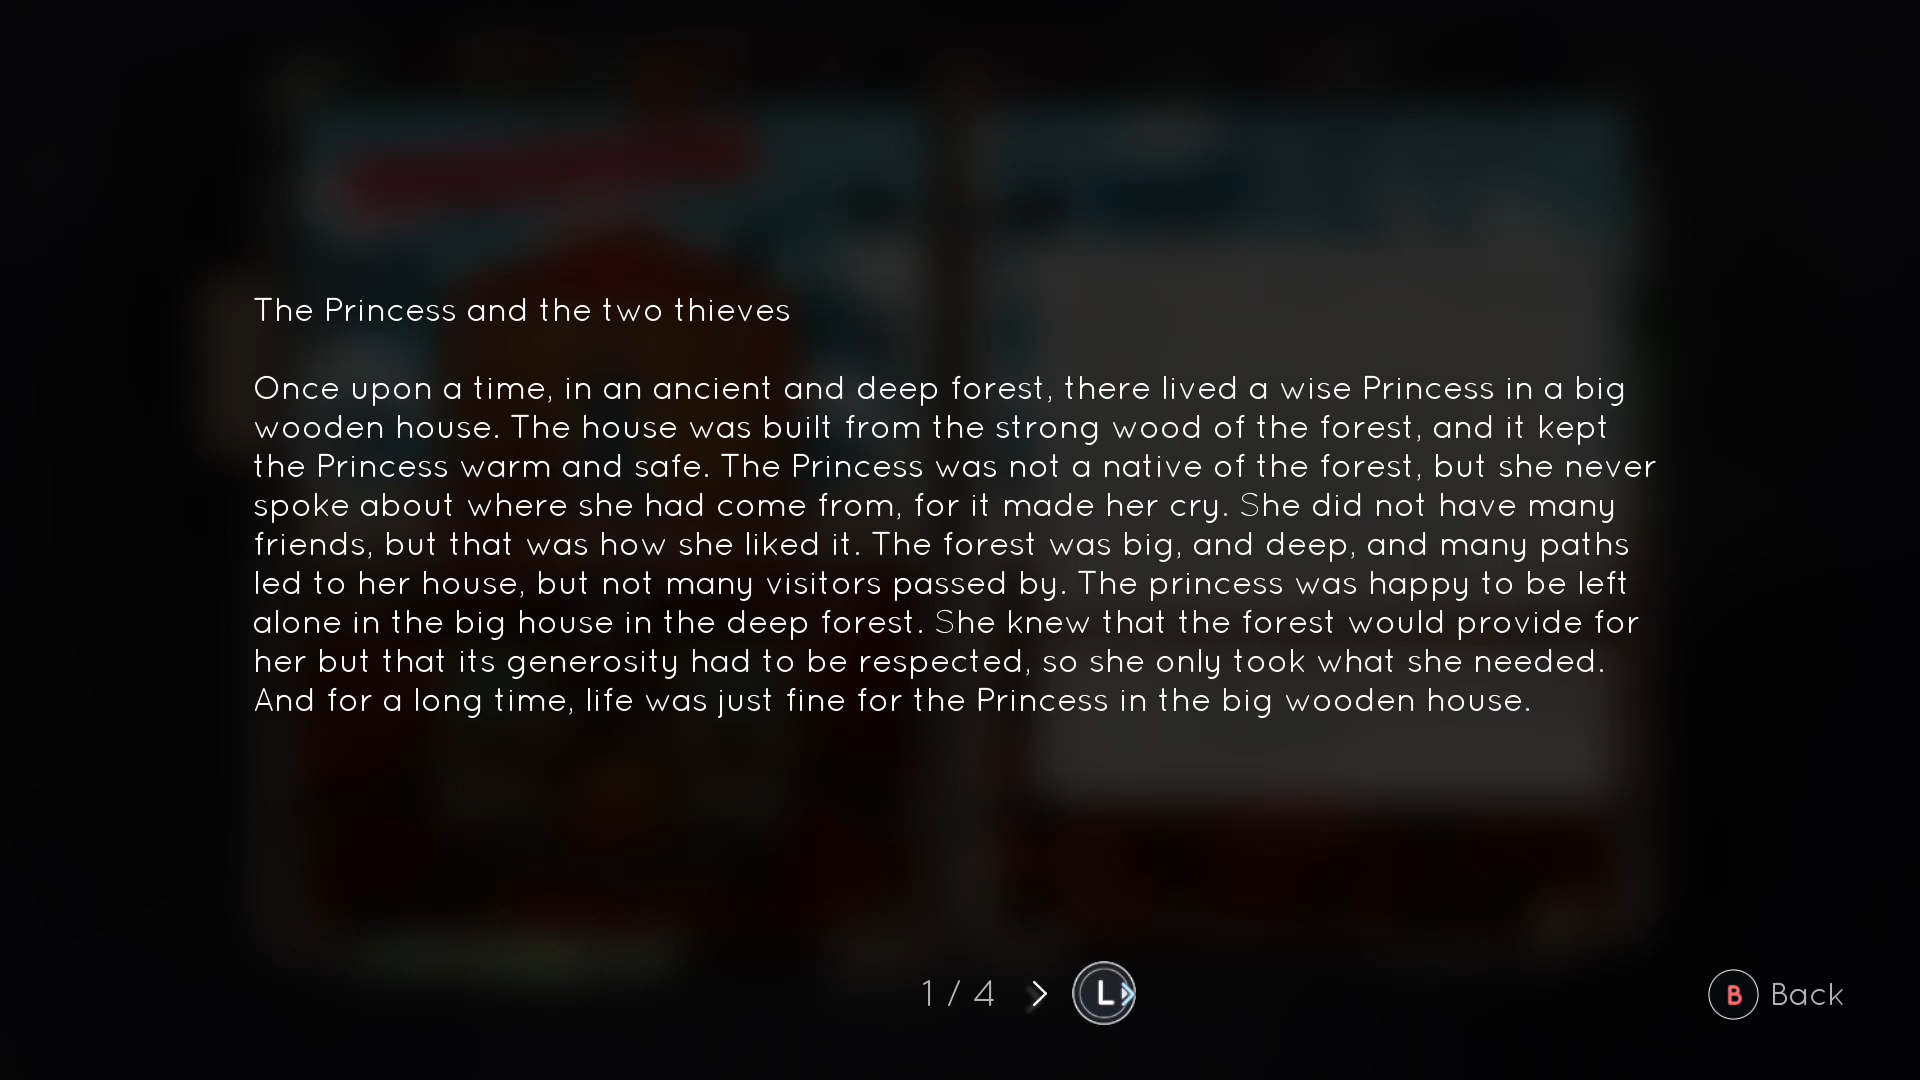 The Princess and the two thieves
Once upon a time, in an ancient and deep forest, there lived a wise Princess in a big
wooden house. The house was built from the strong wood of the forest, and it kept
the Princess warm and safe. The Princess was not a native of the forest, but she never
spoke about where she had come from, for it made her cry. She did not have many
friends, but that was how she liked it. The forest was big, and deep, and many paths
led to her house, but not many visitors passed by. The princess was happy to be left
alone in the big house in the deep forest. She knew that the forest would provide for
her but that its generosity had to be respected, so she only took what she needed.
And for a long time, life was just fine for the Princess in the big wooden house.
1 / 4 > L
B Back